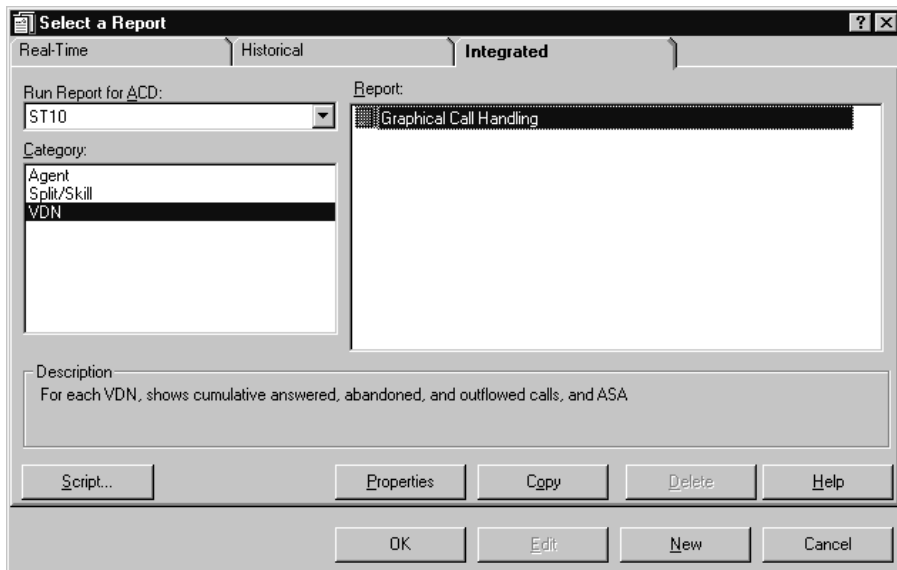 Select a Report
Real-Time
Historical
Integrated
Run Report for ACD:
ST10
Category:
Agent
Split/Skill
VDN
Report:
Graphical Call Handling
Description
For each VDN, shows cumulative answered, abandoned, and outflowed calls, and ASA
Script...
Properties
Copy
Delete
Help
OK
Edit
New
Cancel